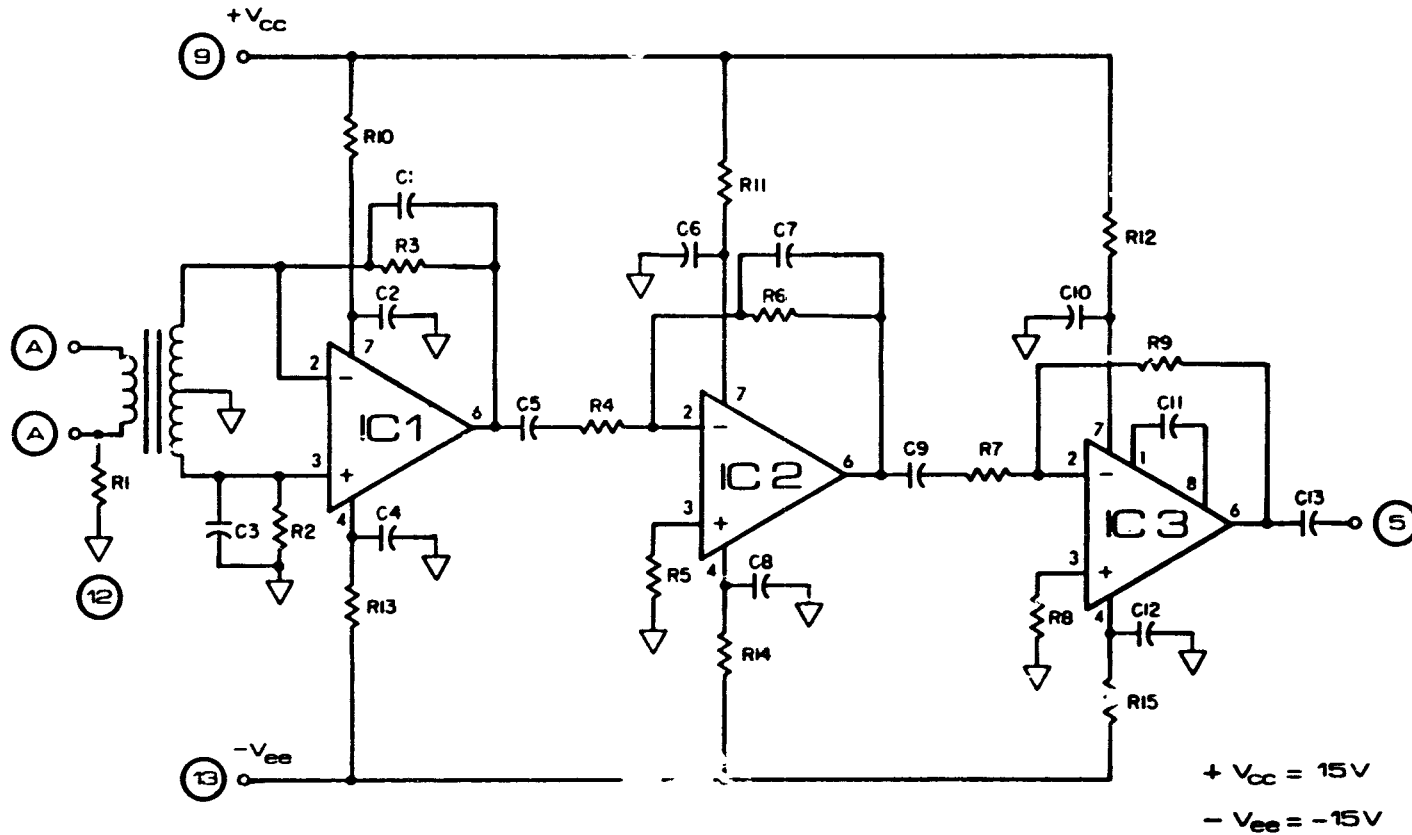 +Vcc
9
R10
C1
R3
C2
R11
C6
C7
R6
R12
C10
R9
C11
A
A
R1
12
2
7
-
IC1
6
3
+
4
C3
R2
C4
R13
C5
R4
2
7
-
IC2
6
3
+
4
R5
C8
R14
C9
R7
2
7
1
8
-
IC3
6
3
+
4
R8
C12
R15
C13
5
-Vee
13
+ Vcc = 15V
- Vee = -15V